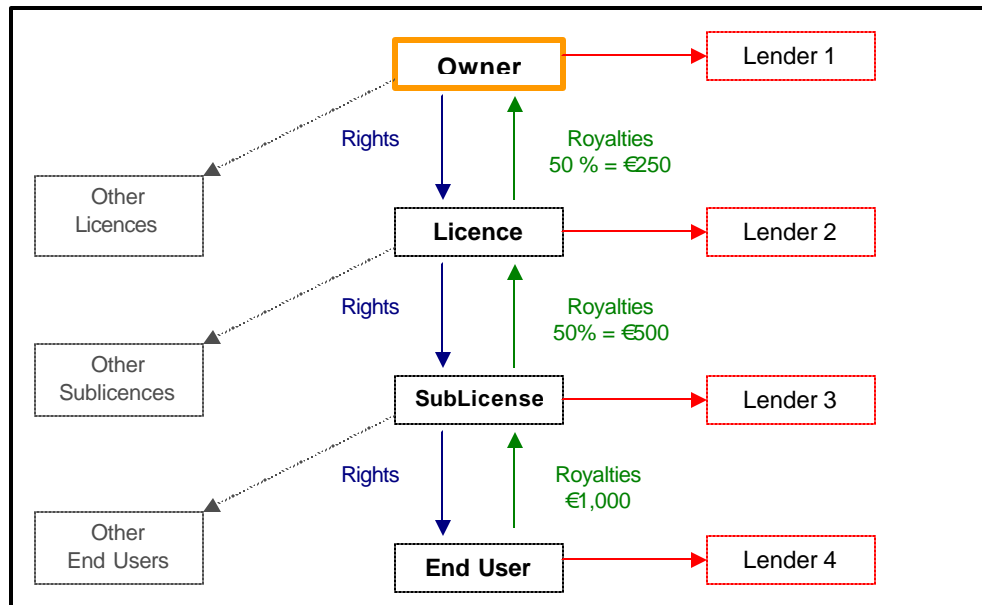 Owner
Lender 1
Rights
Royalties
50 % = €250
Other
Licences
Licence
Lender 2
Rights
Royalties
50% = €500
Other
Sublicences
SubLicense
Lender 3
Rights
Royalties
€1,000
Other
End Users
End User
Lender 4